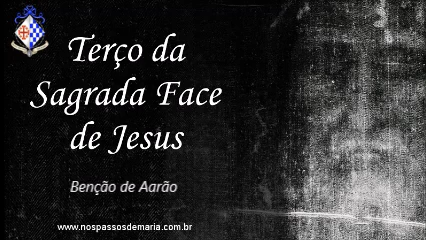 Terço da
Sagrada Face
de Jesus
Benção de Aarão
www.nospassosdemaria.com.br